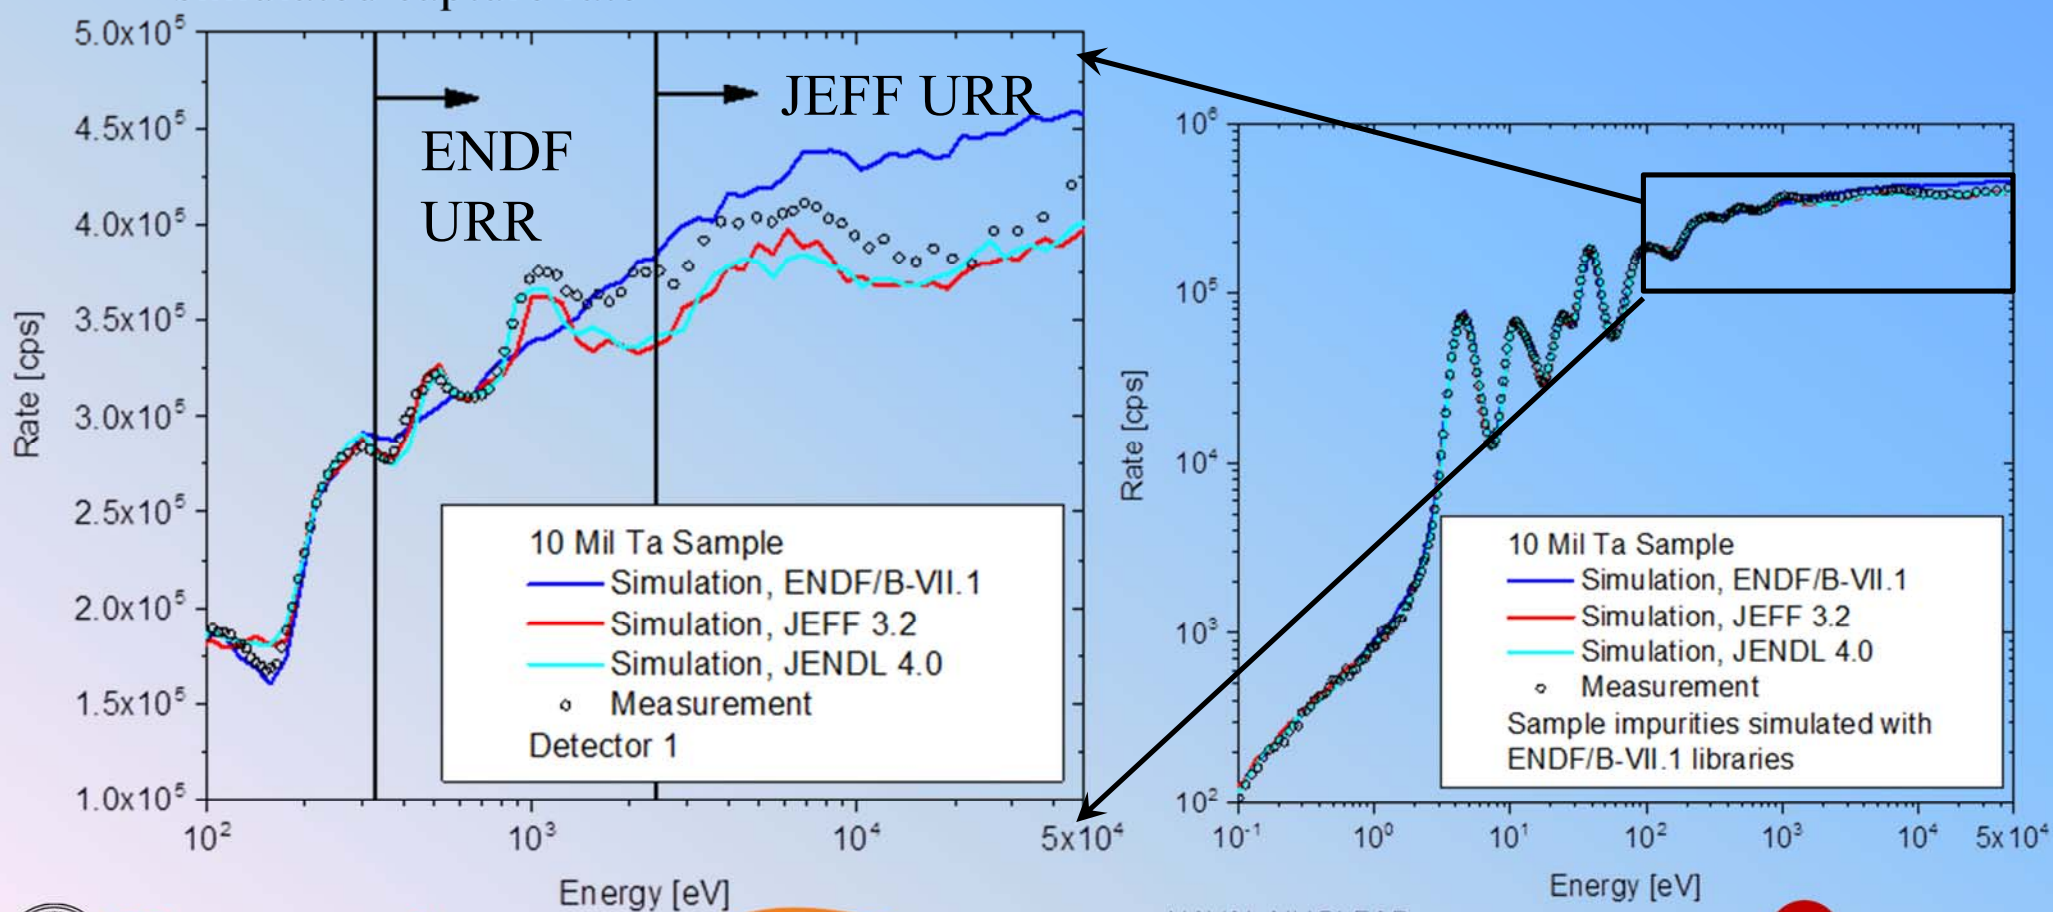 5.0x10⁵
4.5x10⁵
4.0x10⁵
3.5x10⁵
3.0x10⁵
2.5x10⁵
2.0x10⁵
1.5x10⁵
1.0x10⁵
Rate [cps]
ENDF
URR
JEFF URR
10 Mil Ta Sample
Simulation, ENDF/B-VII.1
Simulation, JEFF 3.2
Simulation, JENDL 4.0
Measurement
Detector 1
10² 10³ 10⁴ 5x10⁴
Energy [eV]
10⁶
10⁵
10⁴
10³
10²
Rate [cps]
10 Mil Ta Sample
Simulation, ENDF/B-VII.1
Simulation, JEFF 3.2
Simulation, JENDL 4.0
Measurement
Sample impurities simulated with
ENDF/B-VII.1 libraries
10⁻¹ 10⁰ 10¹ 10² 10³ 10⁴ 5x10⁴
Energy [eV]